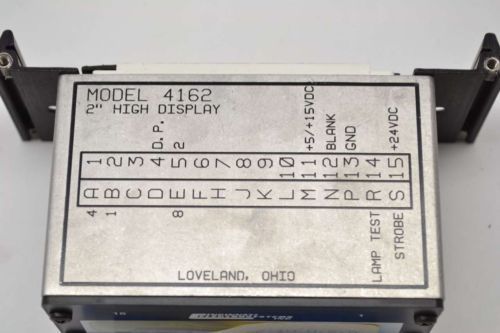 MODEL 4162
2" HIGH DISPLAY
D.P. 2 +5/+15VDC BLANK GND +24VDC
1 2 3 4 5 6 7 8 9 10 11 12 13 14 15
A B C D E F H J K L M N P R S
4 1 8 LAMP TEST STROBE
LOVELAND, OHIO
1